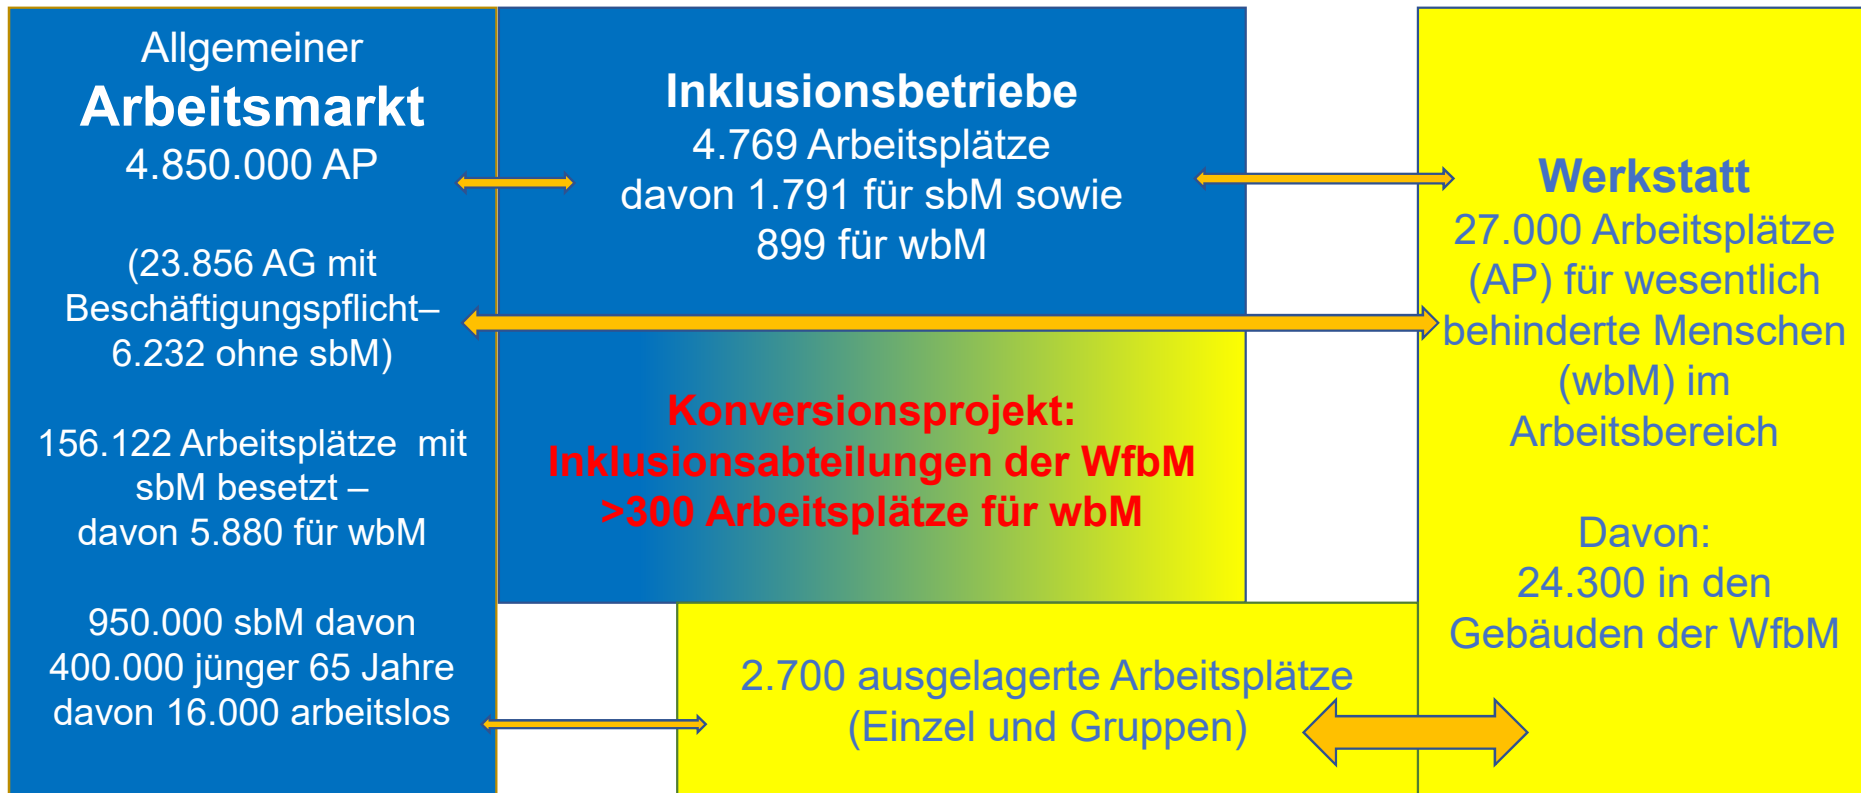 Allgemeiner
Arbeitsmarkt
4.850.000 AP
(23.856 AG mit
Beschäftigungspflicht–
6.232 ohne sbM)
156.122 Arbeitsplätze mit
sbM besetzt –
davon 5.880 für wbM
950.000 sbM davon
400.000 jünger 65 Jahre
davon 16.000 arbeitslos
Inklusionsbetriebe
4.769 Arbeitsplätze
davon 1.791 für sbM sowie
899 für wbM
Konversionsprojekt:
Inklusionsabteilungen der WfbM
>300 Arbeitsplätze für wbM
2.700 ausgelagerte Arbeitsplätze
(Einzel und Gruppen)
Werkstatt
27.000 Arbeitsplätze
(AP) für wesentlich
behinderte Menschen
(wbM) im
Arbeitsbereich
Davon:
24.300 in den
Gebäuden der WfbM